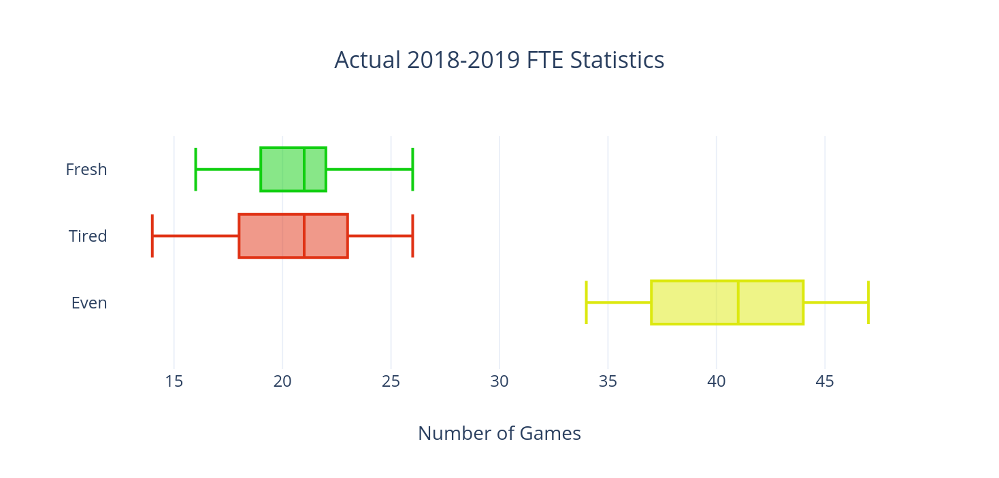 Actual 2018-2019 FTE Statistics
Fresh
Tired
Even
15 20 25 30 35 40 45
Number of Games